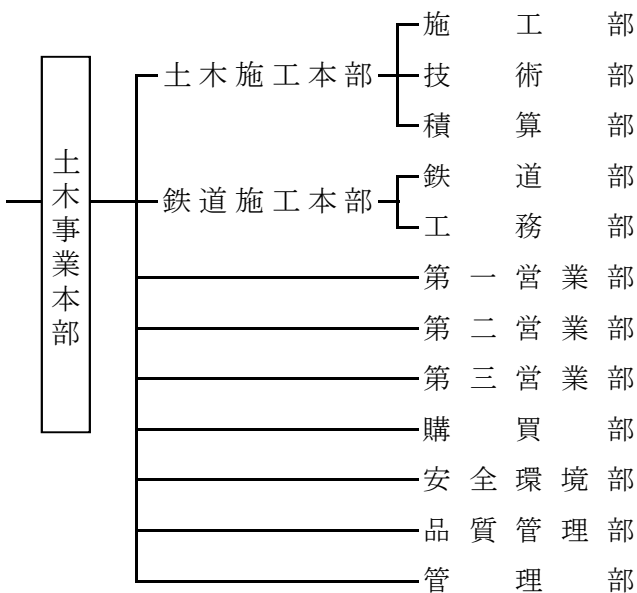 土木事業本部
土木施工本部
施工部
技術部
積算部
鉄道施工本部
鉄道部
工務部
第一営業部
第二営業部
第三営業部
購買部
安全環境部
品質管理部
管理部